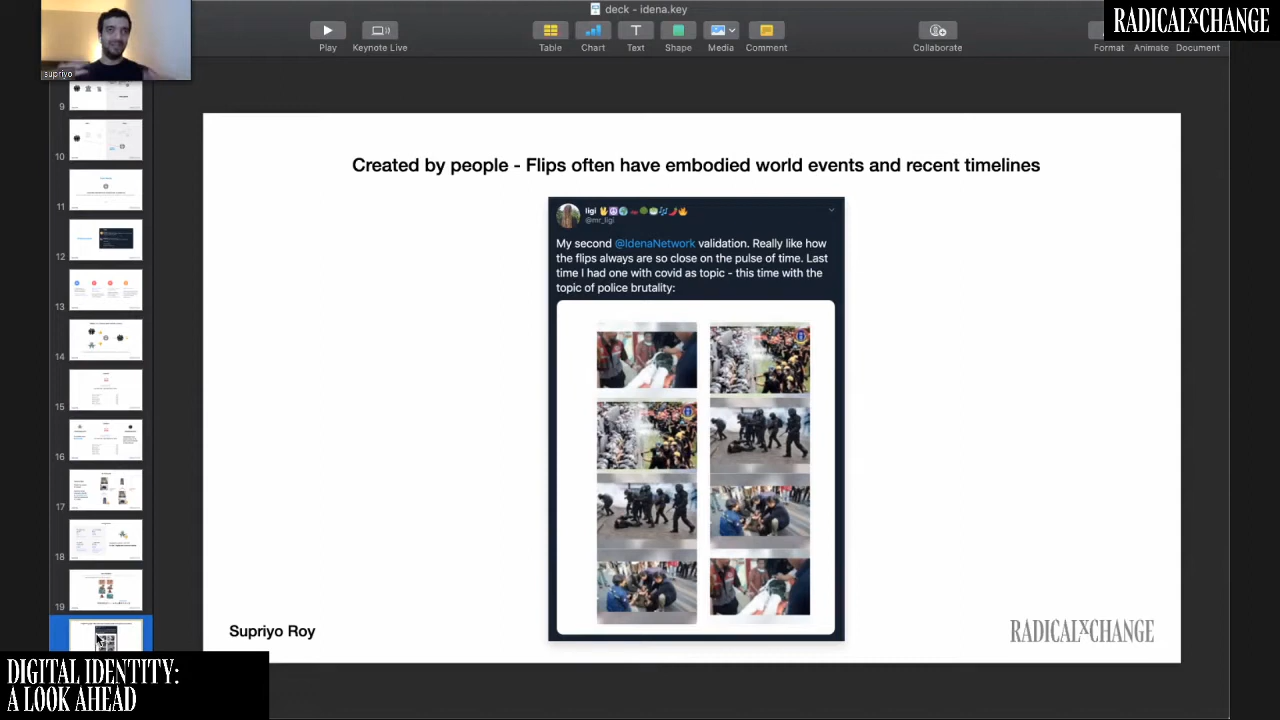 deck - idena.key
RADICALXCHANGE
Play
Keynote Live
Table
Chart
Text
Shape
Media
Comment
Collaborate
Format
Animate
Document
supriyo
9
10
11
12
13
14
15
16
17
18
19
Created by people - Flips often have embodied world events and recent timelines
ligi
@mr_ligi
My second @IdenaNetwork validation. Really like how
the flips always are so close on the pulse of time. Last
time I had one with covid as topic - this time with the
topic of police brutality:
Supriyo Roy
RADICALXCHANGE
DIGITAL IDENTITY:
A LOOK AHEAD